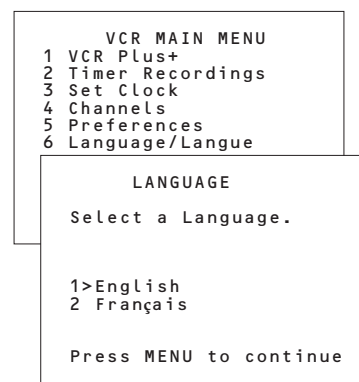 VCR MAIN MENU
1 VCR Plus+
2 Timer Recordings
3 Set Clock
4 Channels
5 Preferences
6 Language/Langue
LANGUAGE
Select a Language.
1>English
2 Français
Press MENU to continue